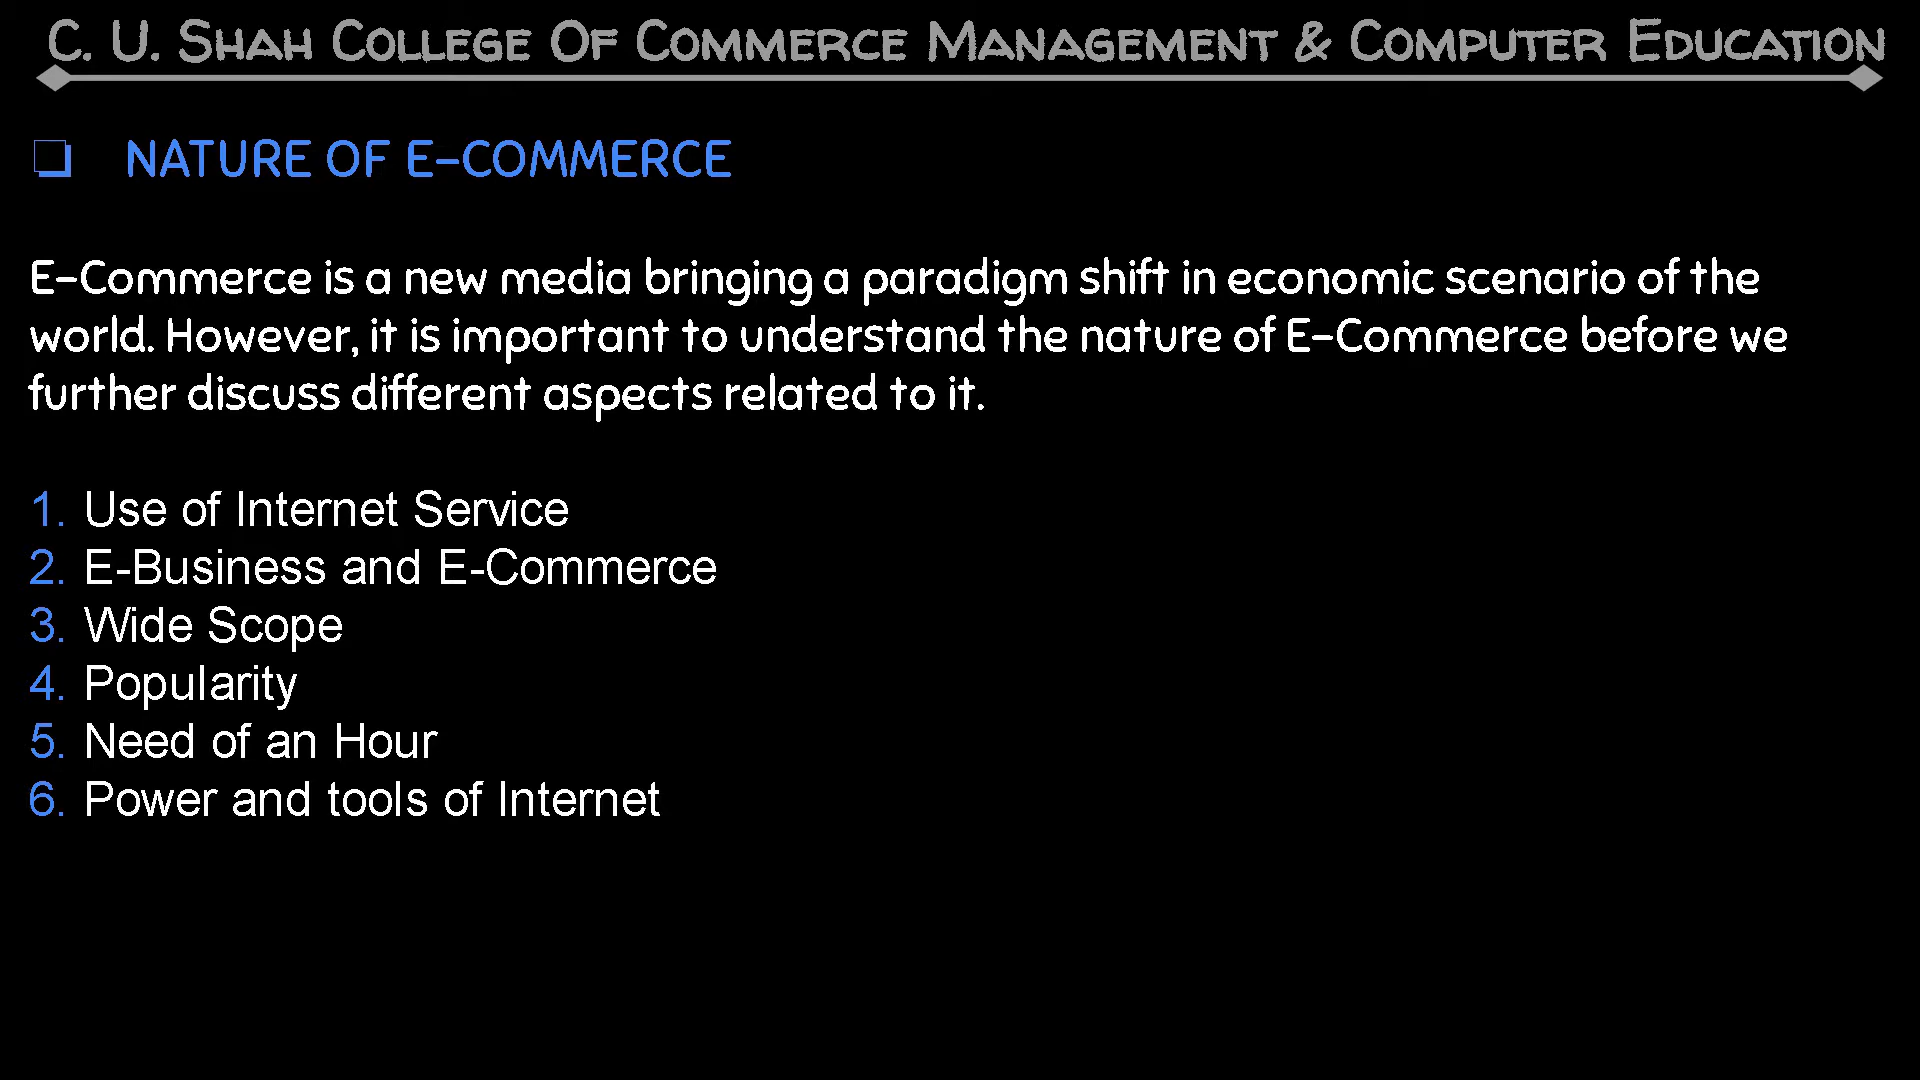 C. U. Shah College Of Commerce Management & Computer Education
❏ NATURE OF E-COMMERCE
E-Commerce is a new media bringing a paradigm shift in economic scenario of the
world. However, it is important to understand the nature of E-Commerce before we
further discuss different aspects related to it.
1. Use of Internet Service
2. E-Business and E-Commerce
3. Wide Scope
4. Popularity
5. Need of an Hour
6. Power and tools of Internet